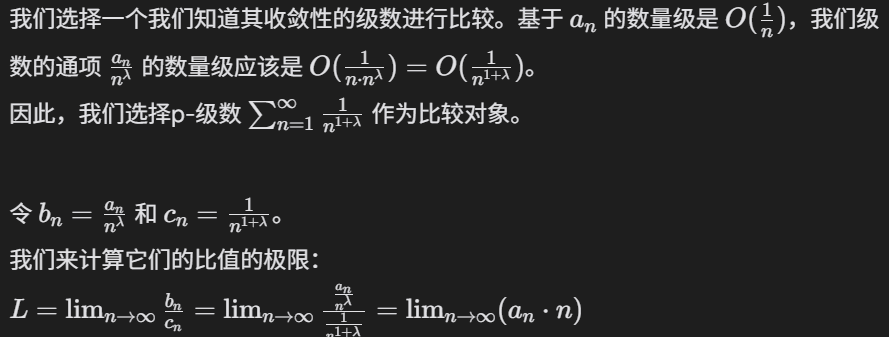 我们选择一个我们知道其收敛性的级数进行比较。基于 $a_n$ 的数量级是 $O(\frac{1}{n})$，我们级
数的通项 $\frac{a_n}{n^\lambda}$ 的数量级应该是 $O(\frac{1}{n \cdot n^\lambda}) = O(\frac{1}{n^{1+\lambda}})$。
因此，我们选择p-级数 $\sum_{n=1}^{\infty} \frac{1}{n^{1+\lambda}}$ 作为比较对象。
令 $b_n = \frac{a_n}{n^\lambda}$ 和 $c_n = \frac{1}{n^{1+\lambda}}$。
我们来计算它们的比值的极限：
$L = \lim_{n \to \infty} \frac{b_n}{c_n} = \lim_{n \to \infty} \frac{\frac{a_n}{n^\lambda}}{\frac{1}{n^{1+\lambda}}} = \lim_{n \to \infty} (a_n \cdot n)$